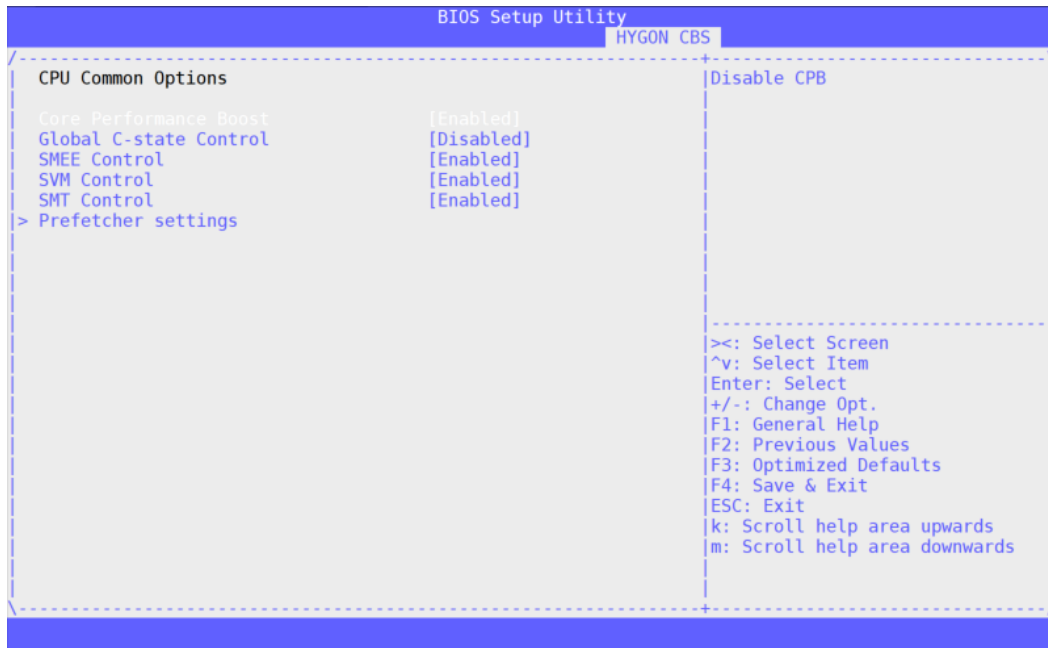 BIOS Setup Utility
HYGON CBS
CPU Common Options
Core Performance Boost [Enabled]
Global C-state Control [Disabled]
SMEE Control [Enabled]
SVM Control [Enabled]
SMT Control [Enabled]
> Prefetcher settings
Disable CPB
><: Select Screen
^v: Select Item
Enter: Select
+/-: Change Opt.
F1: General Help
F2: Previous Values
F3: Optimized Defaults
F4: Save & Exit
ESC: Exit
k: Scroll help area upwards
m: Scroll help area downwards